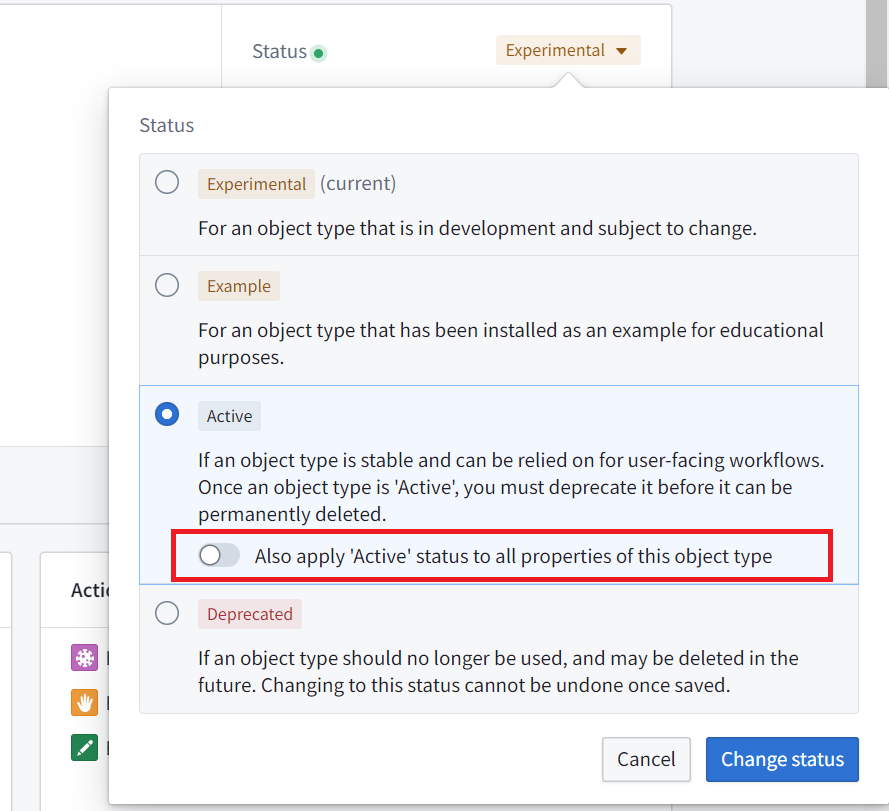 Status
Experimental
Status
Experimental (current)
For an object type that is in development and subject to change.
Example
For an object type that has been installed as an example for educational
purposes.
Active
If an object type is stable and can be relied on for user-facing workflows.
Once an object type is 'Active', you must deprecate it before it can be
permanently deleted.
Also apply 'Active' status to all properties of this object type
Deprecated
If an object type should no longer be used, and may be deleted in the
future. Changing to this status cannot be undone once saved.
Cancel
Change status